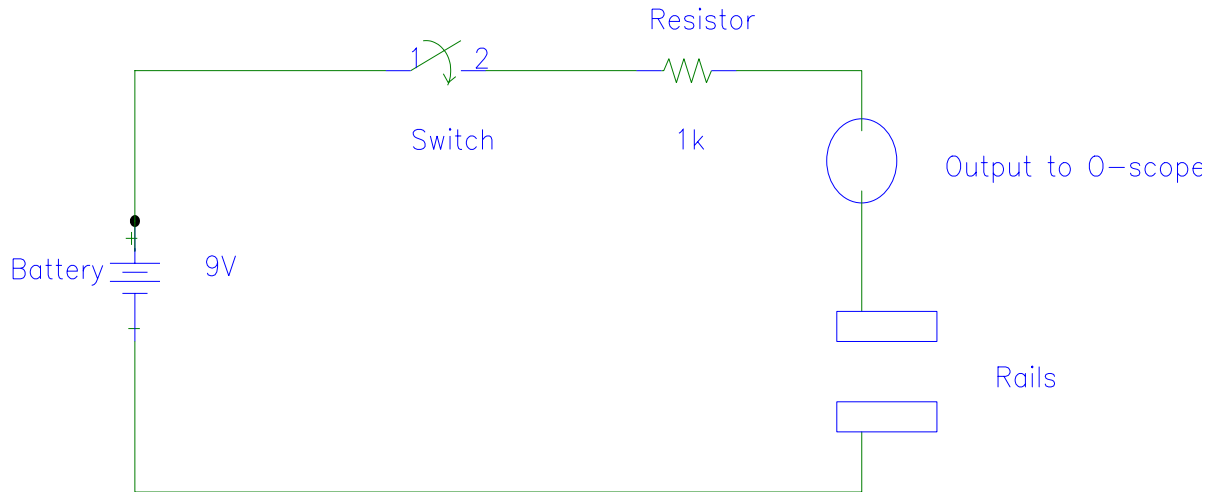 Resistor
1 2
Switch
1k
Output to O-scope
+
Battery
9V
Rails